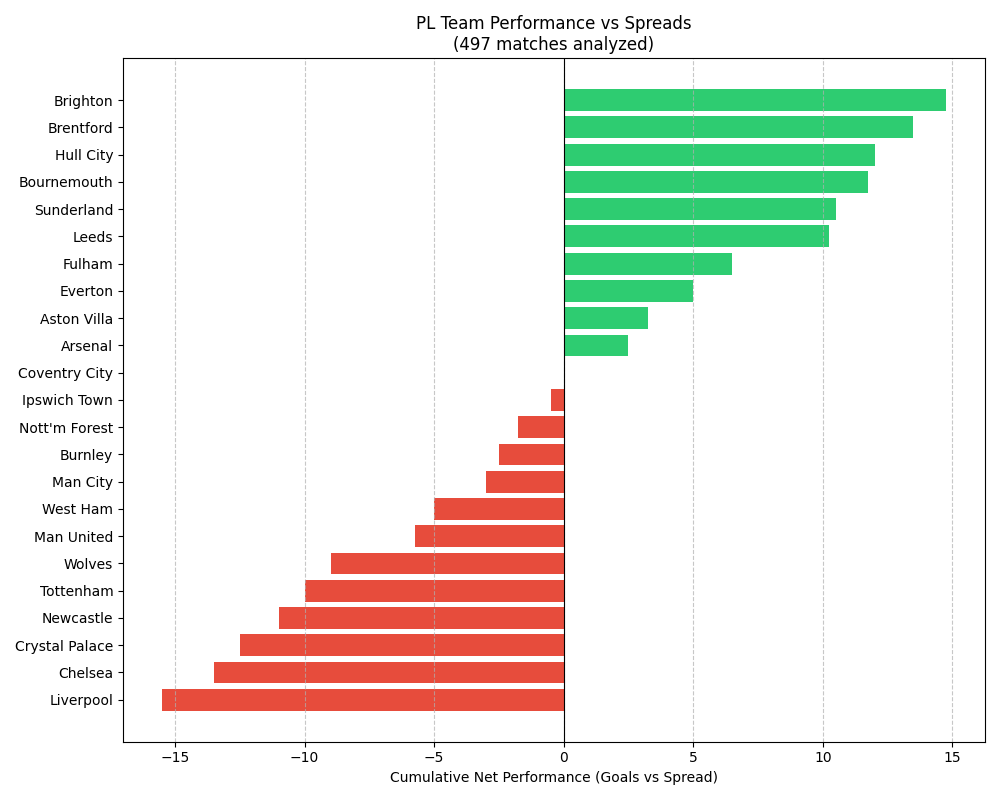 PL Team Performance vs Spreads
(497 matches analyzed)
Brighton
Brentford
Hull City
Bournemouth
Sunderland
Leeds
Fulham
Everton
Aston Villa
Arsenal
Coventry City
Ipswich Town
Nott'm Forest
Burnley
Man City
West Ham
Man United
Wolves
Tottenham
Newcastle
Crystal Palace
Chelsea
Liverpool
−15 −10 −5 0 5 10 15
Cumulative Net Performance (Goals vs Spread)